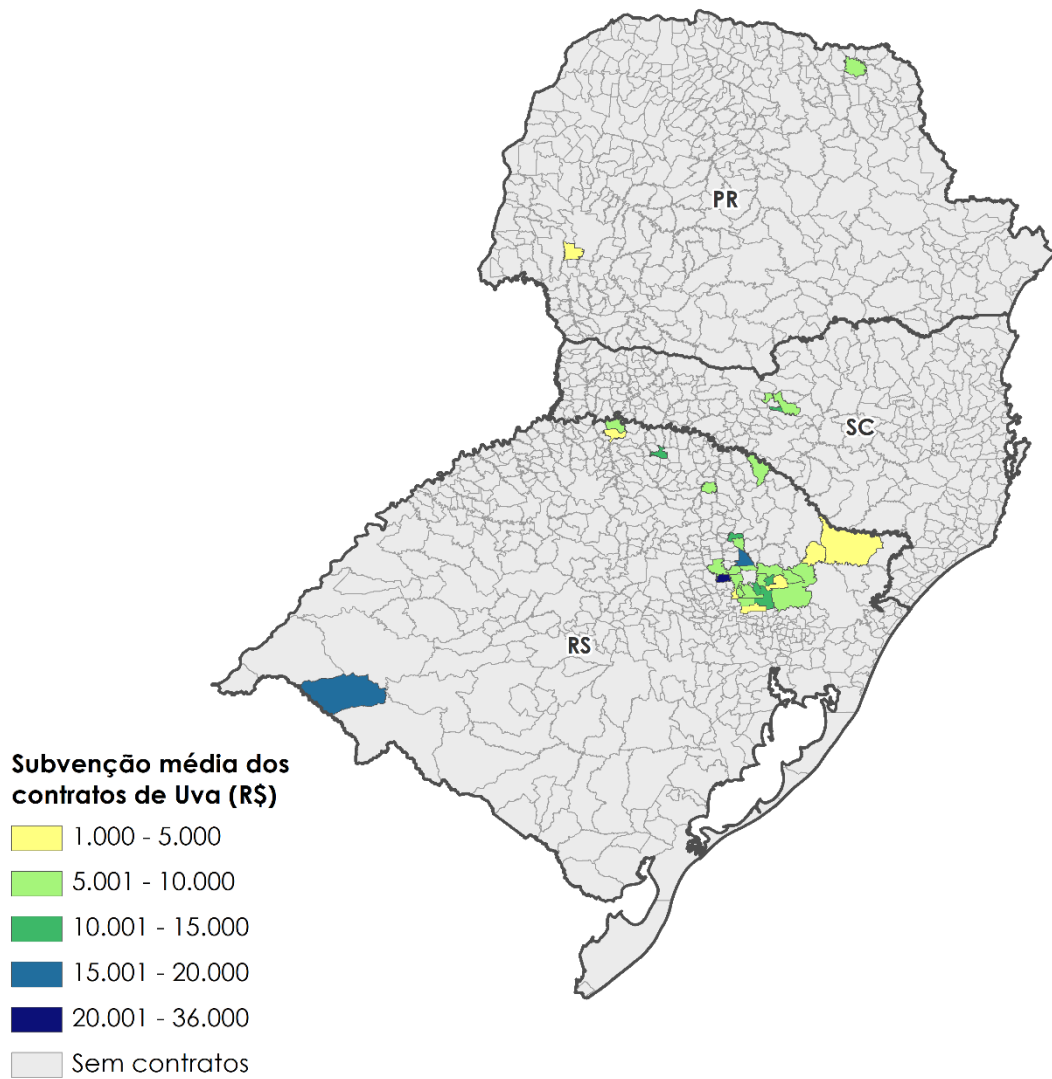 PR
SC
RS
Subvenção média dos
contratos de Uva (R$)
1.000 - 5.000
5.001 - 10.000
10.001 - 15.000
15.001 - 20.000
20.001 - 36.000
Sem contratos